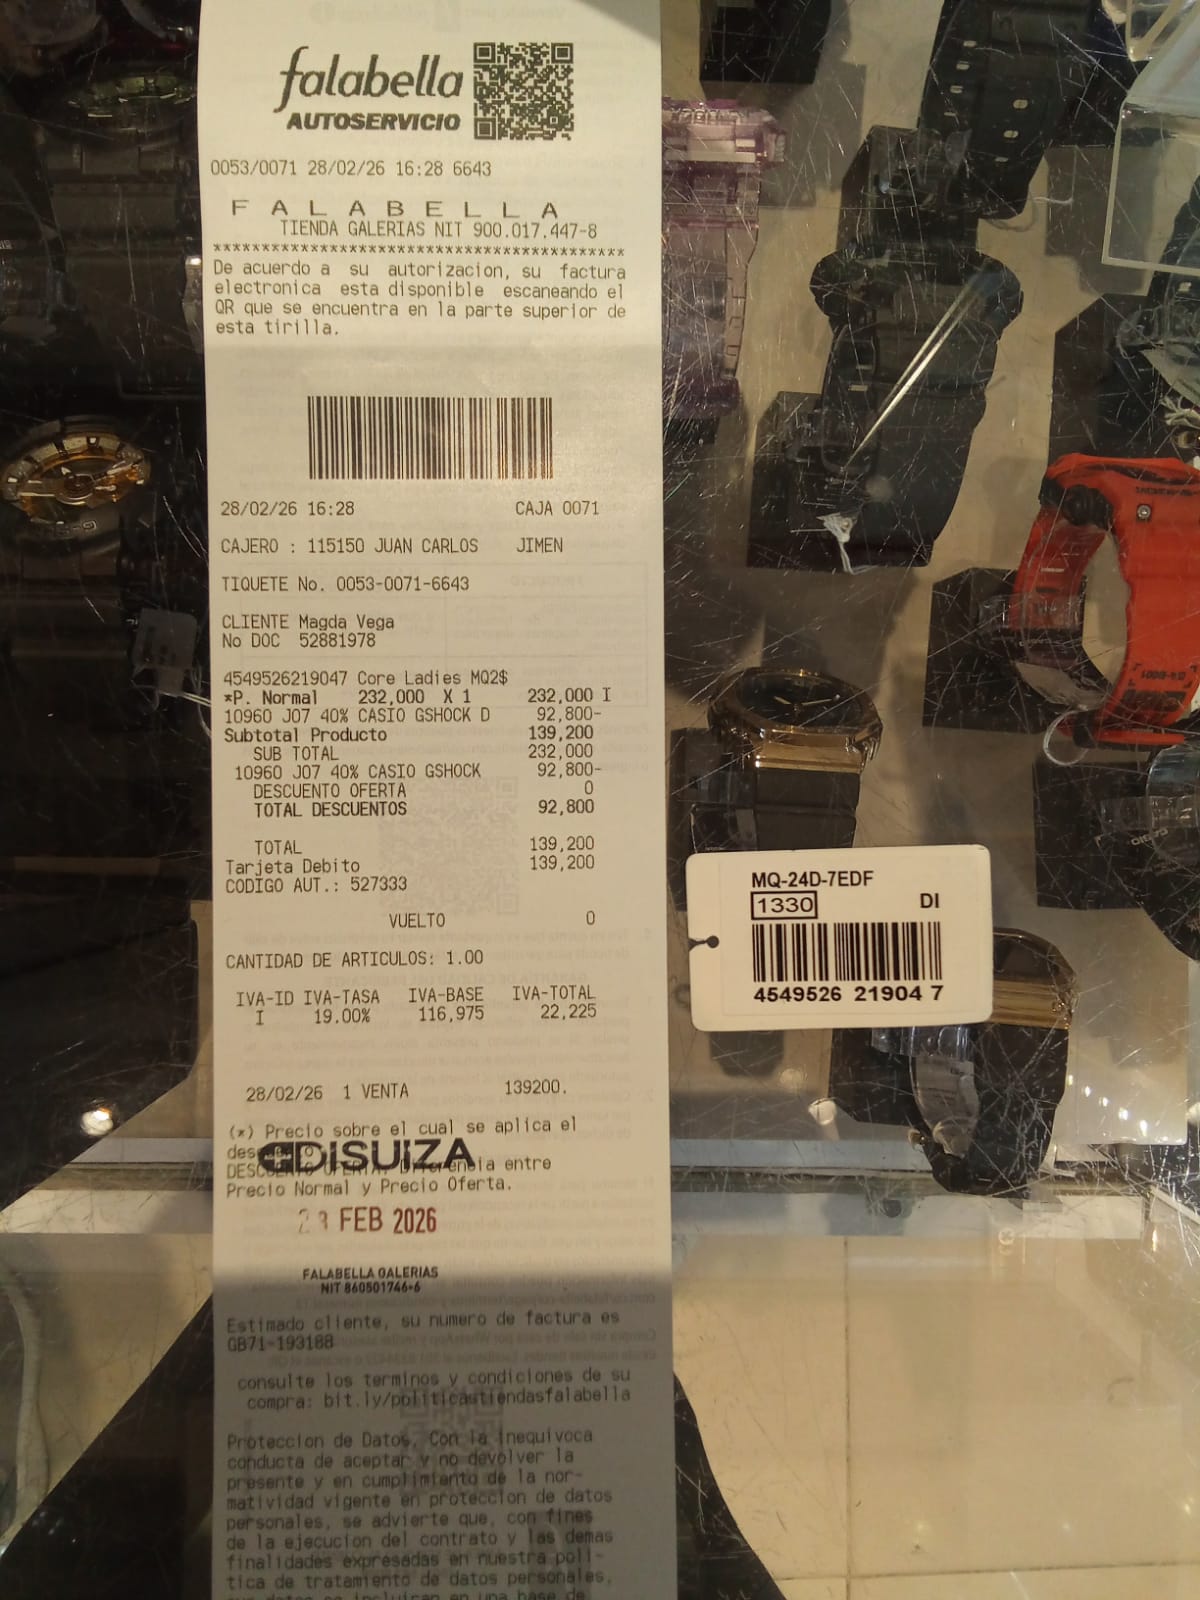 falabella
AUTOSERVICIO
0053/0071 28/02/26 16:28 6643
F A L A B E L L A
TIENDA GALERIAS NIT 900.017.447-8
******************************************
De acuerdo a su autorizacion, su factura
electronica esta disponible escaneando el
QR que se encuentra en la parte superior de
esta tirilla.
28/02/26 16:28 CAJA 0071
CAJERO : 115150 JUAN CARLOS JIMEN
TIQUETE No. 0053-0071-6643
CLIENTE Magda Vega
No DOC 52881978
4549526219047 Core Ladies MQ2$
*P. Normal 232,000 X 1 232,000 I
10960 J07 40% CASIO GSHOCK D 92,800-
Subtotal Producto 139,200
SUB TOTAL 232,000
10960 J07 40% CASIO GSHOCK 92,800-
DESCUENTO OFERTA 0
TOTAL DESCUENTOS 92,800
TOTAL 139,200
Tarjeta Debito 139,200
CODIGO AUT.: 527333
VUELTO 0
CANTIDAD DE ARTICULOS: 1.00
IVA-ID IVA-TASA IVA-BASE IVA-TOTAL
I 19.00% 116,975 22,225
28/02/26 1 VENTA 139200.
(*) Precio sobre el cual se aplica el
DISUIZA
Diferencia entre
Precio Normal y Precio Oferta.
FEB 2026
FALABELLA GALERIAS
NIT 860501746-6
Estimado cliente, su numero de factura es
GB71-193188
consulte los terminos y condiciones de su
compra: bit.ly/politicastiendasfalabella
Proteccion de Datos, Con la inequivoca
conducta de aceptar y no devolver la
presente y en cumplimiento de la nor-
matividad vigente en proteccion de datos
personales, se advierte que, con fines
de la ejecucion del contrato y las demas
finalidades expresadas en nuestra poli-
tica de tratamiento de datos personales,
MQ-24D-7EDF
1330 DI
4549526 21904 7